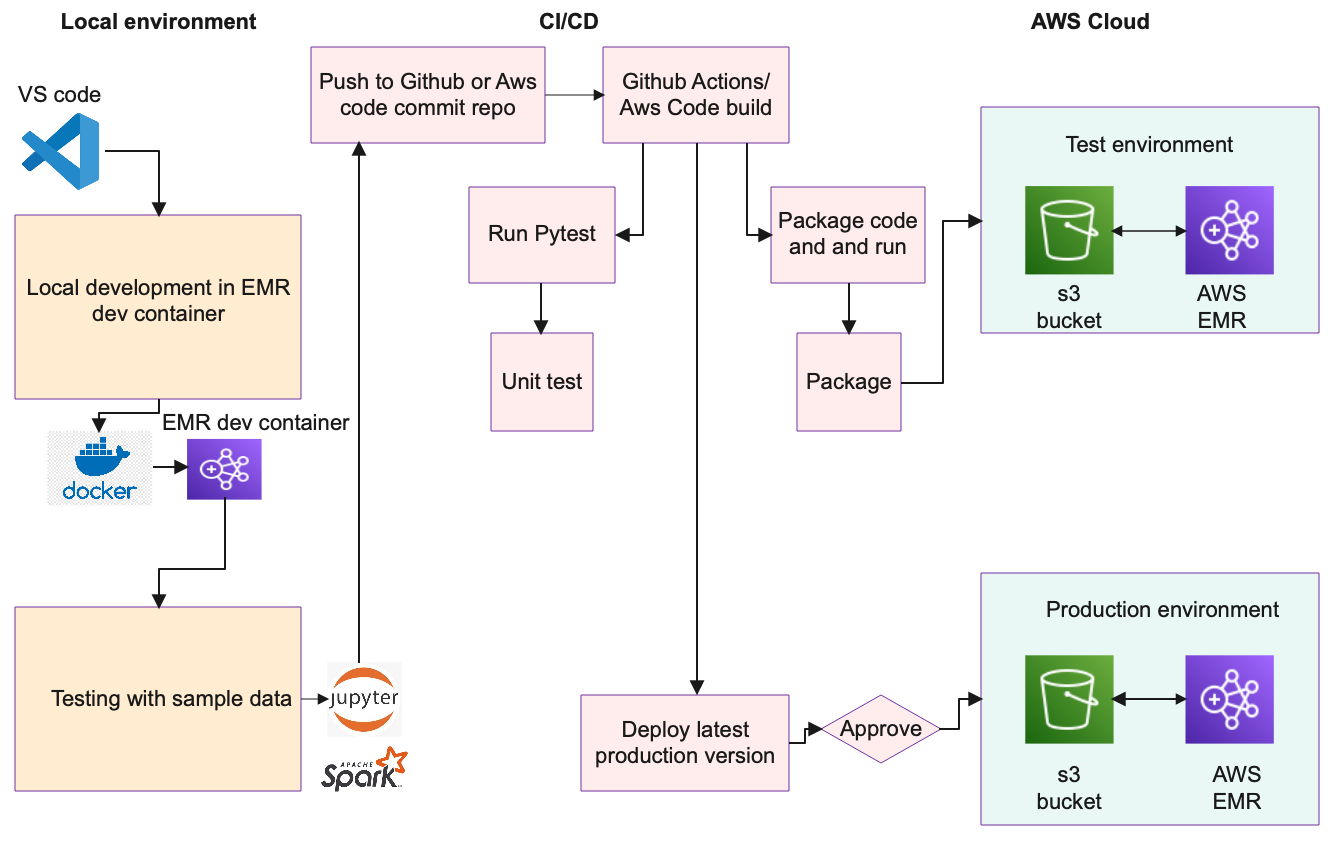 Local environment
CI/CD
AWS Cloud
VS code
Push to Github or Aws
code commit repo
Github Actions/
Aws Code build
Local development in EMR
dev container
Run Pytest
Unit test
Package code
and and run
Package
Test environment
s3
bucket
AWS
EMR
EMR dev container
docker
Testing with sample data
jupyter
APACHE
Spark
Deploy latest
production version
Approve
Production environment
s3
bucket
AWS
EMR